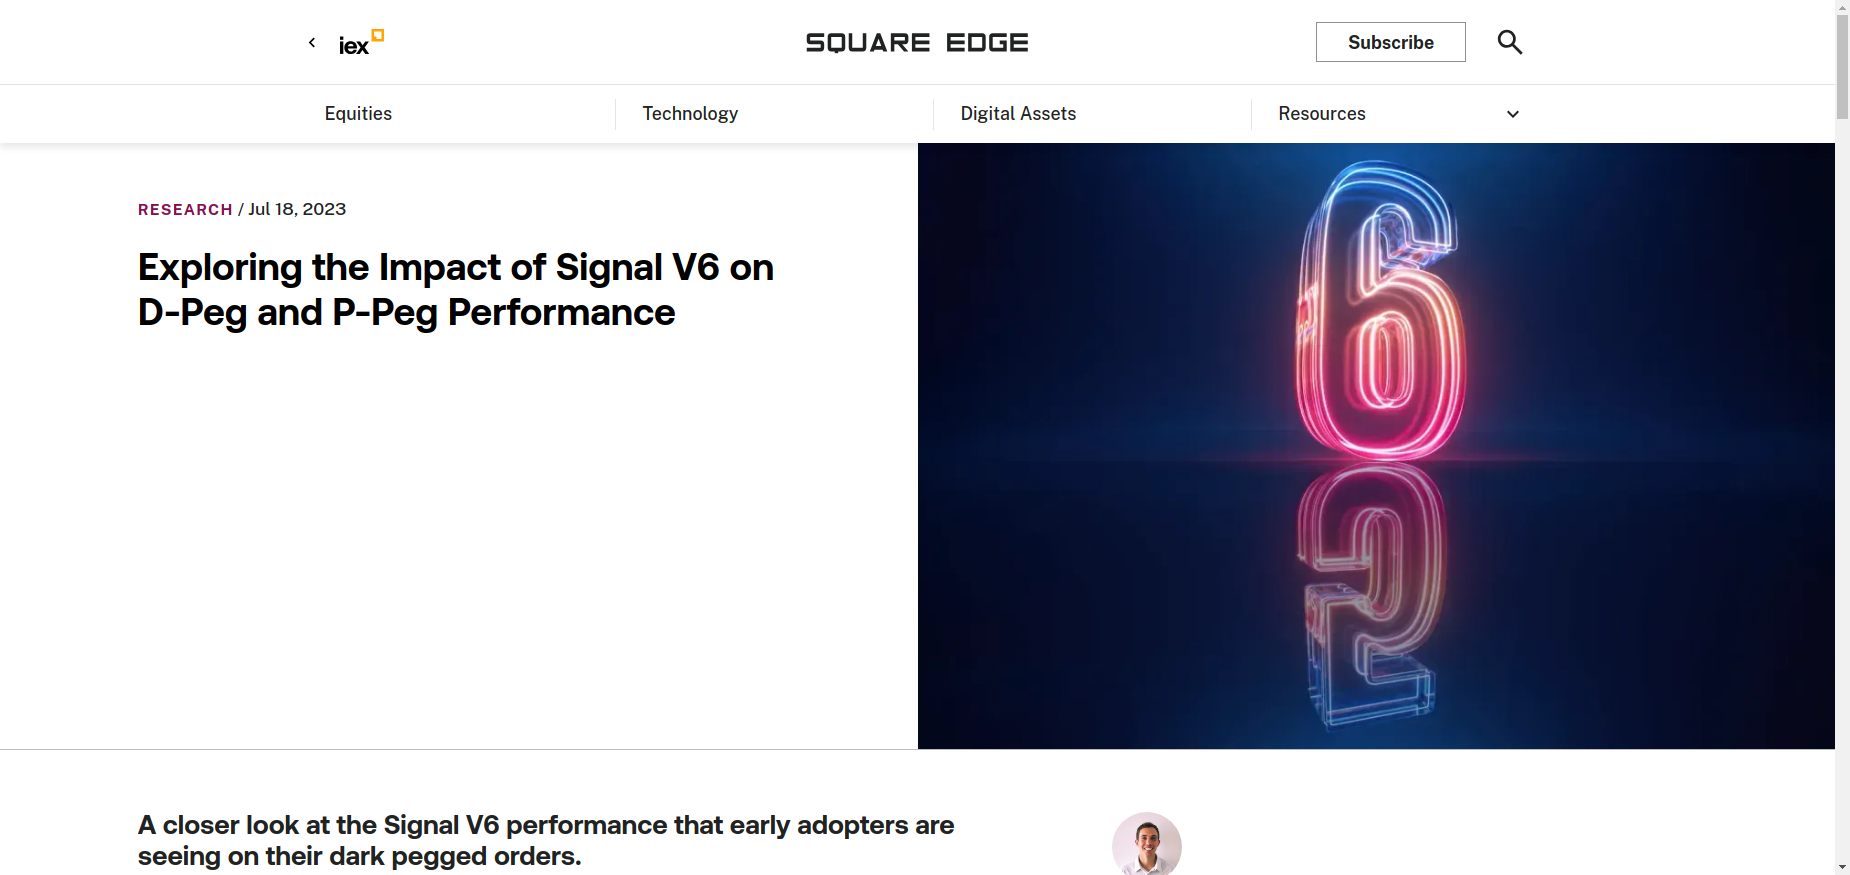 iex
SQUARE EDGE
Subscribe
Equities
Technology
Digital Assets
Resources
RESEARCH / Jul 18, 2023
Exploring the Impact of Signal V6 on
D-Peg and P-Peg Performance
6
A closer look at the Signal V6 performance that early adopters are
seeing on their dark pegged orders.